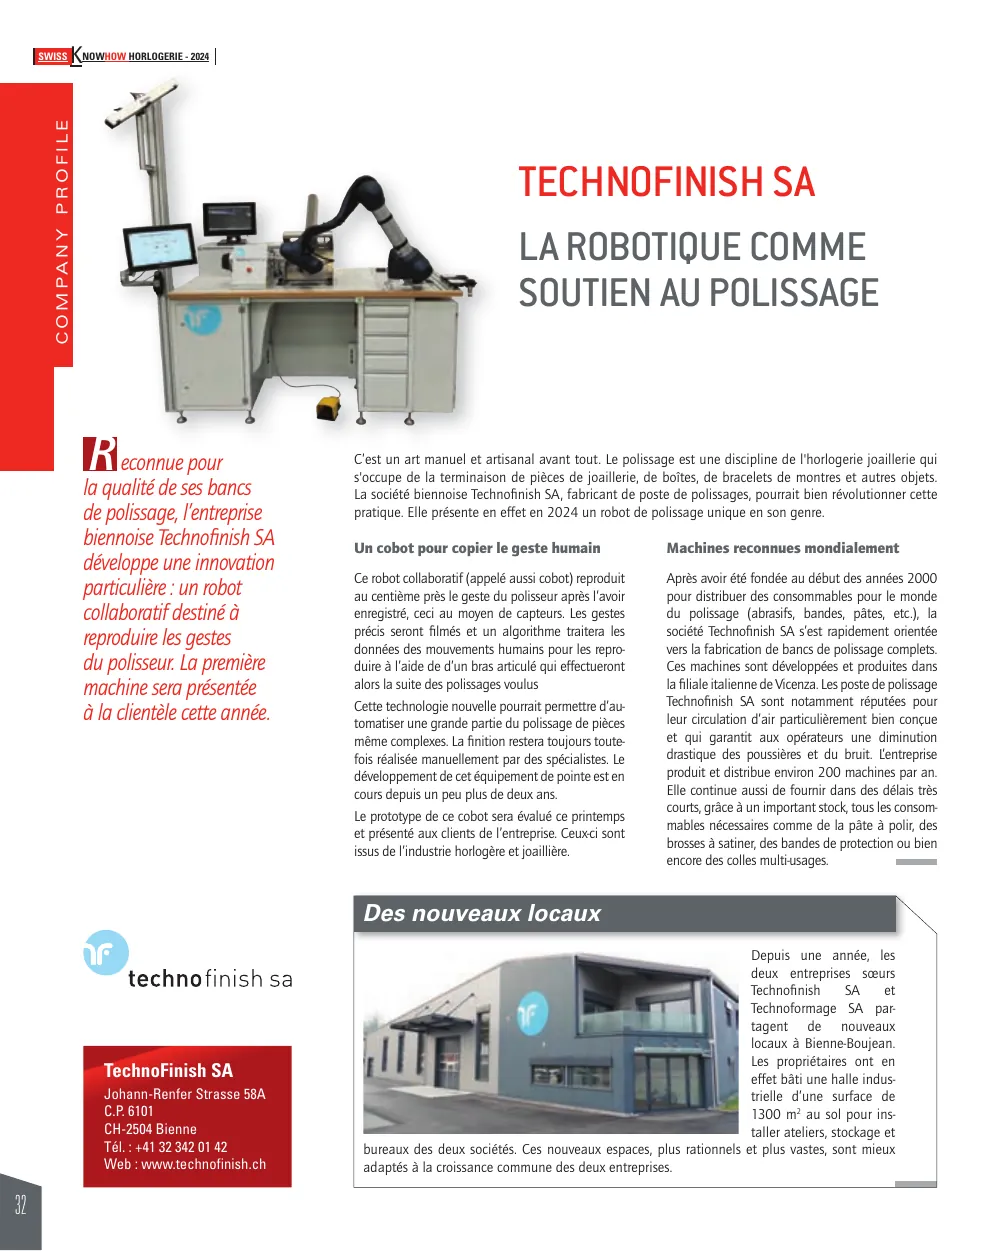 SWISS KNOWHOW HORLOGERIE - 2024
COMPANY PROFILE
TECHNOFINISH SA
LA ROBOTIQUE COMME
SOUTIEN AU POLISSAGE
Reconnue pour
la qualité de ses bancs
de polissage, l'entreprise
biennoise Technofinish SA
développe une innovation
particulière : un robot
collaboratif destiné à
reproduire les gestes
du polisseur. La première
machine sera présentée
à la clientèle cette année.
C'est un art manuel et artisanal avant tout. Le polissage est une discipline de l'horlogerie joaillerie qui
s'occupe de la terminaison de pièces de joaillerie, de boîtes, de bracelets de montres et autres objets.
La société biennoise Technofinish SA, fabricant de poste de polissages, pourrait bien révolutionner cette
pratique. Elle présente en effet en 2024 un robot de polissage unique en son genre.
Un cobot pour copier le geste humain
Ce robot collaboratif (appelé aussi cobot) reproduit
au centième près le geste du polisseur après l'avoir
enregistré, ceci au moyen de capteurs. Les gestes
précis seront filmés et un algorithme traitera les
données des mouvements humains pour les repro-
duire à l'aide de d'un bras articulé qui effectueront
alors la suite des polissages voulus
Cette technologie nouvelle pourrait permettre d'au-
tomatiser une grande partie du polissage de pièces
même complexes. La finition restera toujours toute-
fois réalisée manuellement par des spécialistes. Le
développement de cet équipement de pointe est en
cours depuis un peu plus de deux ans.
Le prototype de ce cobot sera évalué ce printemps
et présenté aux clients de l'entreprise. Ceux-ci sont
issus de l'industrie horlogère et joaillière.
Machines reconnues mondialement
Après avoir été fondée au début des années 2000
pour distribuer des consommables pour le monde
du polissage (abrasifs, bandes, pâtes, etc.), la
société Technofinish SA s'est rapidement orientée
vers la fabrication de bancs de polissage complets.
Ces machines sont développées et produites dans
la filiale italienne de Vicenza. Les poste de polissage
Technofinish SA sont notamment réputées pour
leur circulation d'air particulièrement bien conçue
et qui garantit aux opérateurs une diminution
drastique des poussières et du bruit. L'entreprise
produit et distribue environ 200 machines par an.
Elle continue aussi de fournir dans des délais très
courts, grâce à un important stock, tous les consom-
mables nécessaires comme de la pâte à polir, des
brosses à satiner, des bandes de protection ou bien
encore des colles multi-usages.
Des nouveaux locaux
Depuis une année, les
deux entreprises sœurs
Technofinish SA et
Technoformage SA par-
tagent de nouveaux
locaux à Bienne-Boujean.
Les propriétaires ont en
effet bâti une halle indus-
trielle d'une surface de
1300 m² au sol pour ins-
taller ateliers, stockage et
bureaux des deux sociétés. Ces nouveaux espaces, plus rationnels et plus vastes, sont mieux
adaptés à la croissance commune des deux entreprises.
technofinish sa
TechnoFinish SA
Johann-Renfer Strasse 58A
C.P. 6101
CH-2504 Bienne
Tél. : +41 32 342 01 42
Web : www.technofinish.ch
32